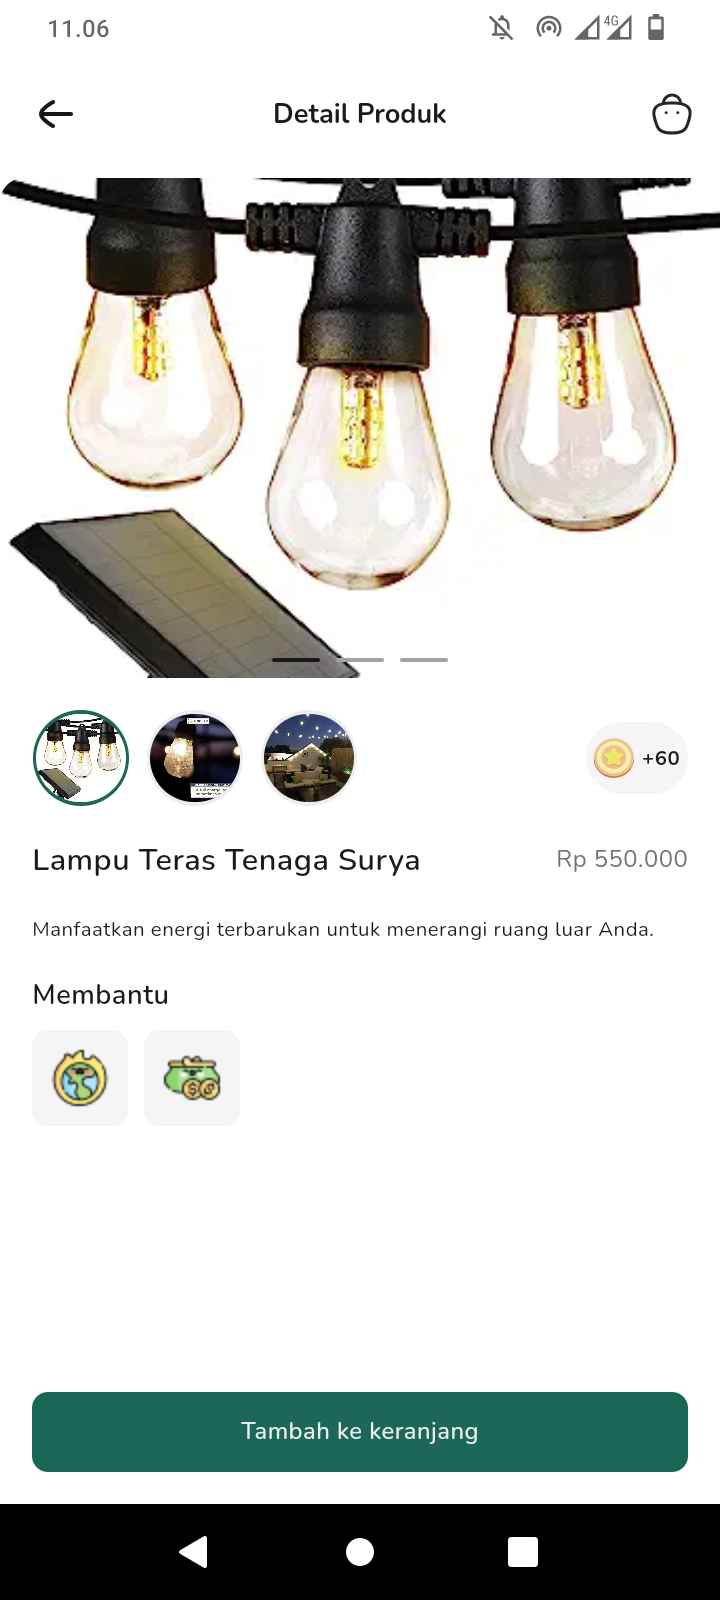 11.06
4G
Detail Produk
+60
Lampu Teras Tenaga Surya
Rp 550.000
Manfaatkan energi terbarukan untuk menerangi ruang luar Anda.
Membantu
Tambah ke keranjang